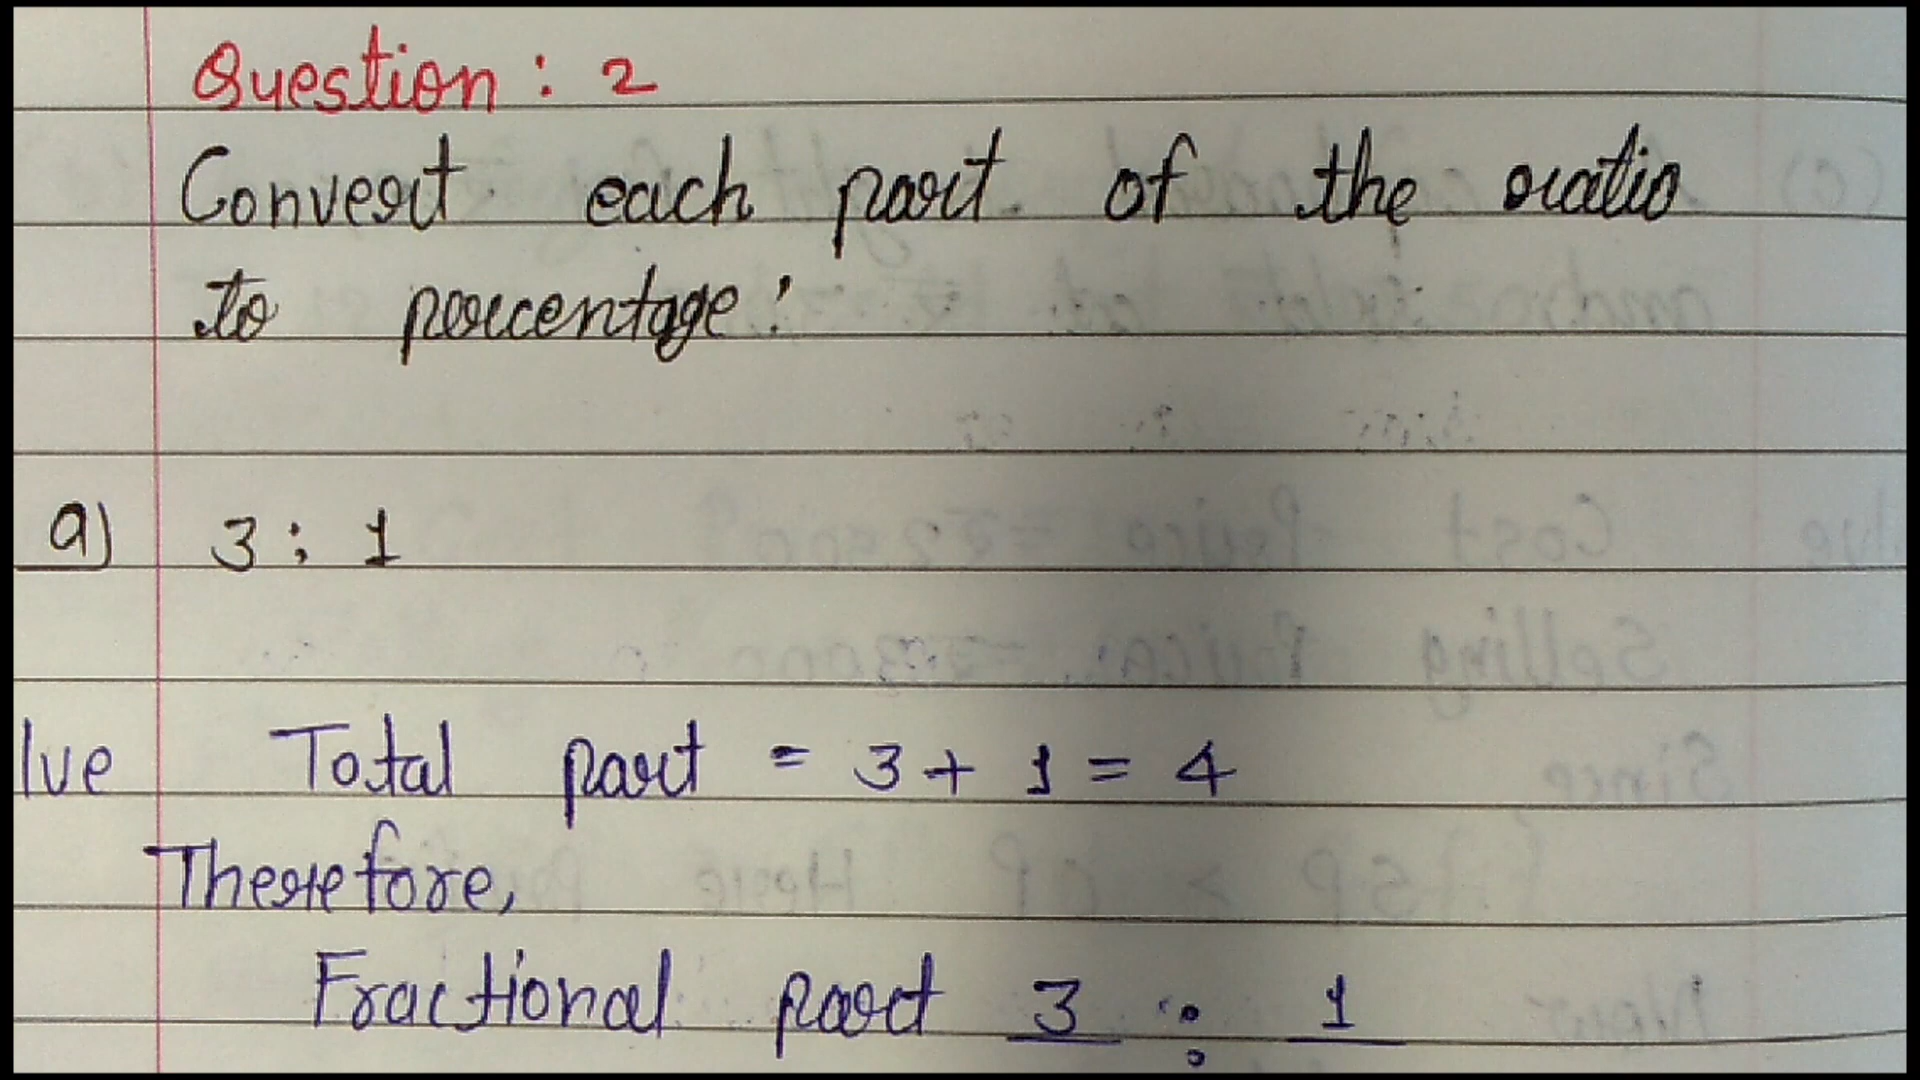 Question: 2
Convert each part of the ratio
to percentage:
a) 3: 1
lve Total part = 3 + 1 = 4
Therefore,
Fractional part 3 : 1